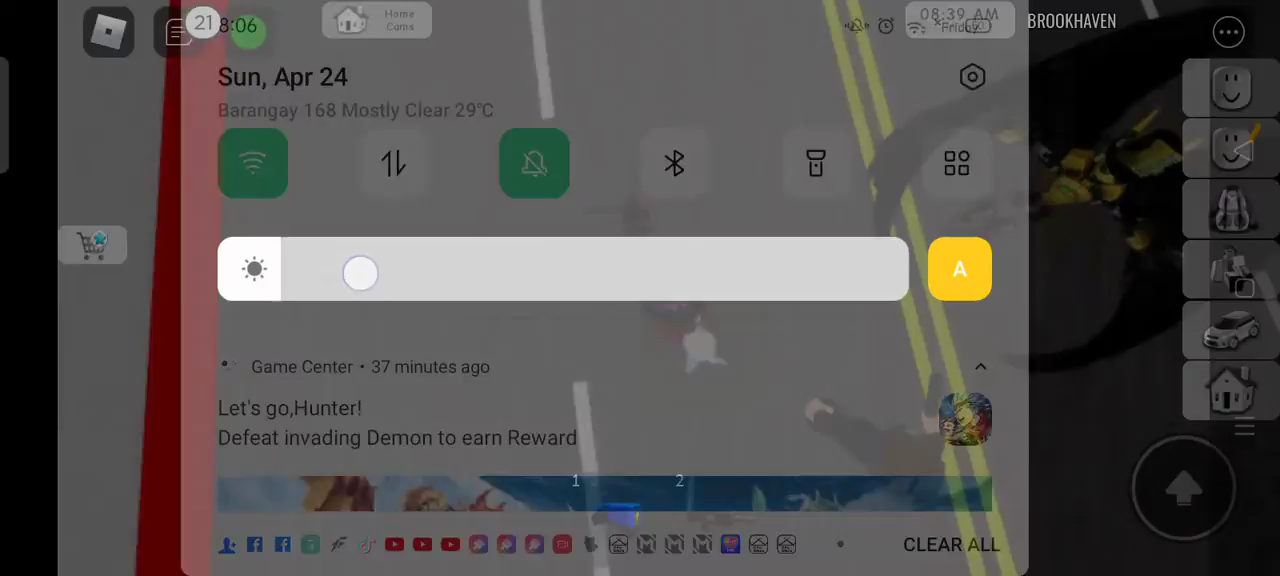 21
8:06
Home
Coms
08:39 AM
Friday
BROOKHAVEN
Sun, Apr 24
Barangay 168 Mostly Clear 29°C
A
Game Center • 37 minutes ago
Let's go,Hunter!
Defeat invading Demon to earn Reward
1
2
CLEAR ALL